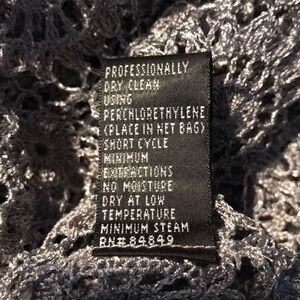 PROFESSIONALLY
DRY CLEAN
USING
PERCHLORETHYLENE
(PLACE IN NET BAG)
SHORT CYCLE
MINIMUM
EXTRACTIONS
NO MOISTURE
DRY AT LOW
TEMPERATURE
MINIMUM STEAM
RN#84849